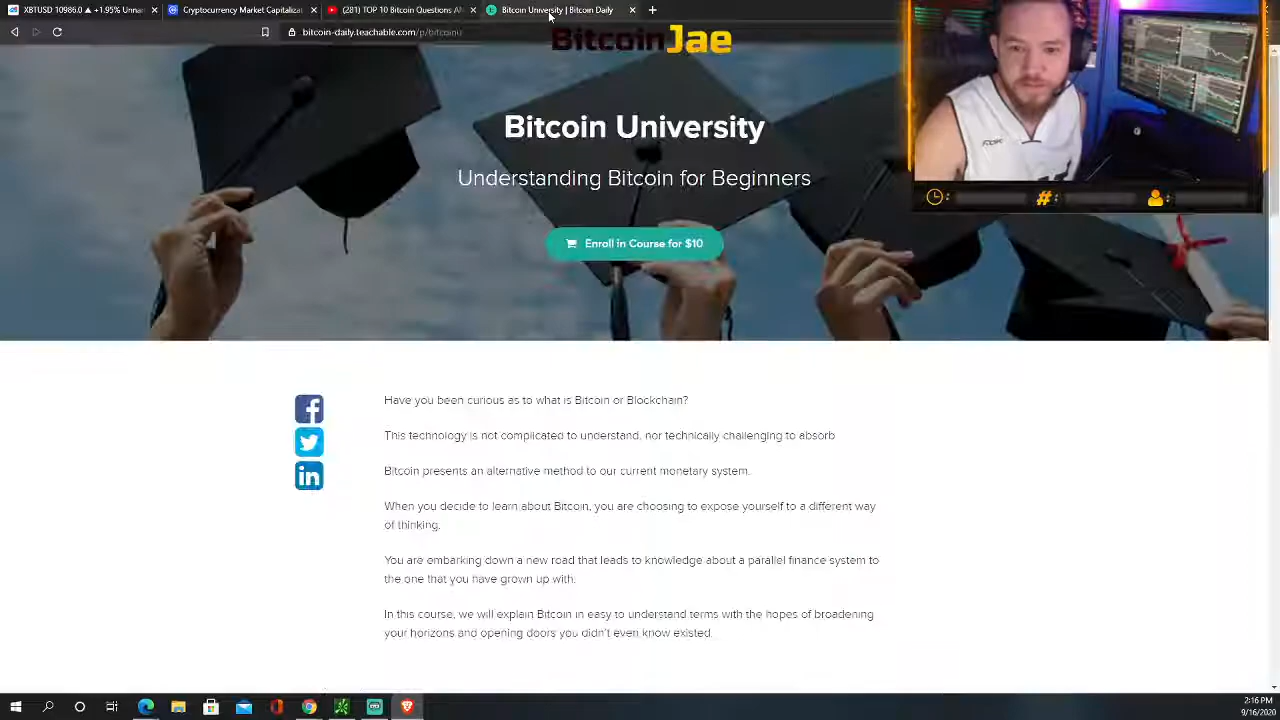 XBTUSD 10986.0 ▲ +1.95% Unna
Cryptocurrency Market Capitalizat
(281) TOP 10 Bitcoin Questions A
Bitcoin University | Bitcoin Daily
bitcoin-daily.teachable.com/p/bitcoin/
BitcoinJae
Bitcoin University
Understanding Bitcoin for Beginners
Enroll in Course for $10
Have you been curious as to what is Bitcoin or Blockchain?
This technology is not complicated to understand, nor technically challenging to absorb
Bitcoin presents an alternative method to our current monetary system.
When you decide to learn about Bitcoin, you are choosing to expose yourself to a different way
of thinking.
You are embarking down a new road that leads to knowledge about a parallel finance system to
the one that you have grown up with.
In this course, we will explain Bitcoin in easy to understand terms with the hopes of broadening
your horizons and opening doors you didn't even know existed.
2:16 PM
9/16/2020